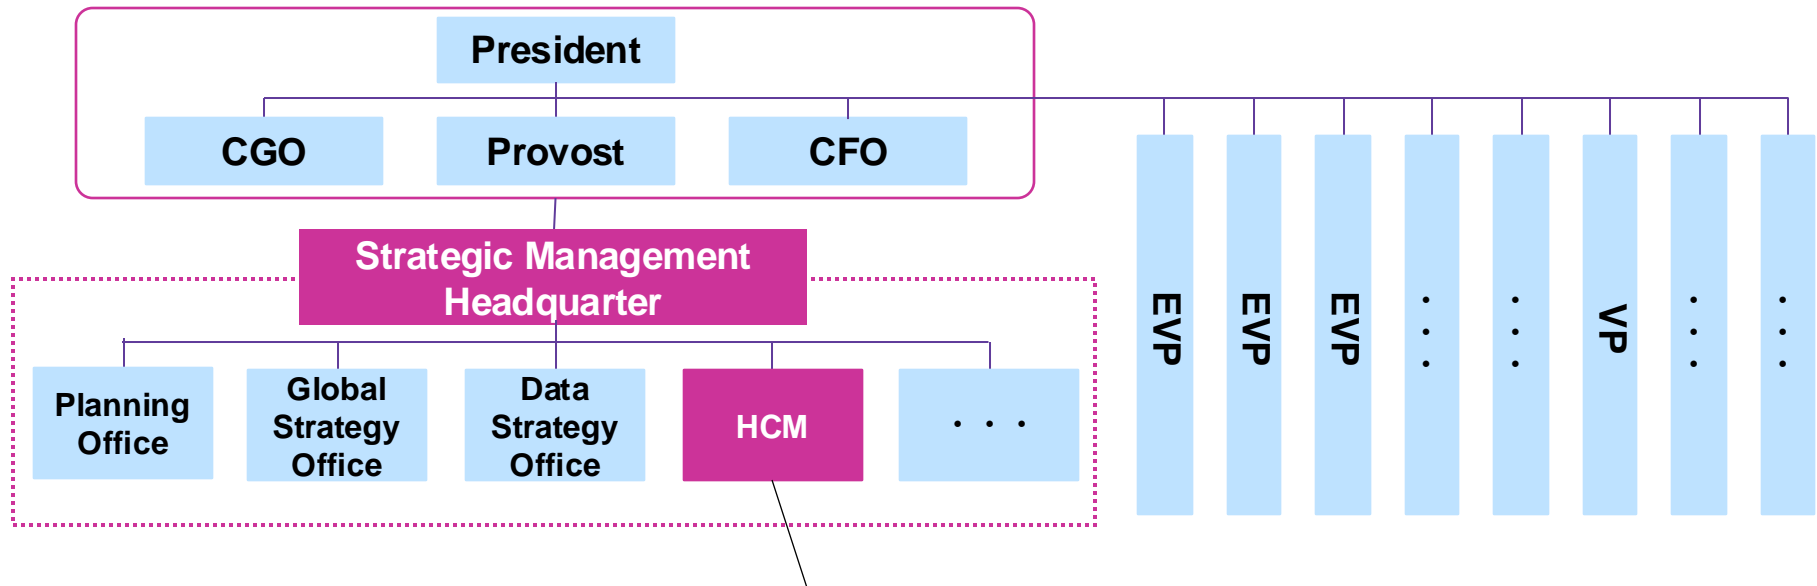 President
CGO
Provost
CFO
Strategic Management
Headquarter
Planning
Office
Global
Strategy
Office
Data
Strategy
Office
HCM
・・・
EVP
EVP
EVP
・・・
・・・
VP
・・・
・・・